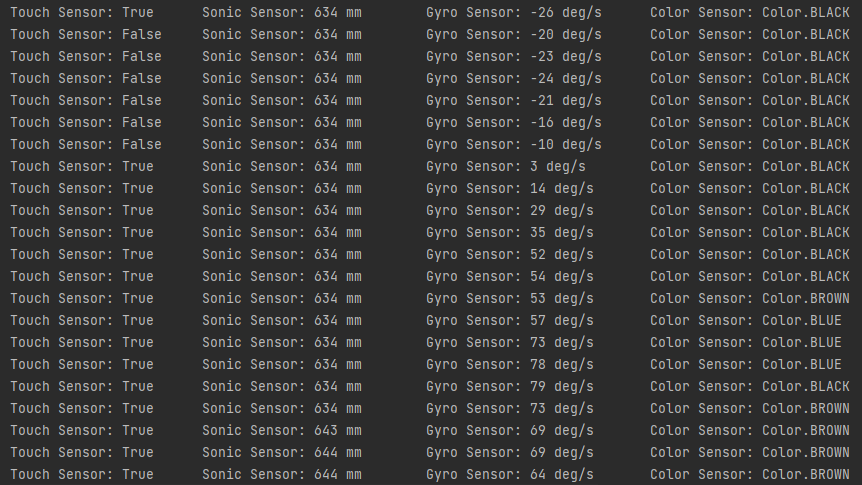 Touch Sensor: True Sonic Sensor: 634 mm Gyro Sensor: -26 deg/s Color Sensor: Color.BLACK
Touch Sensor: False Sonic Sensor: 634 mm Gyro Sensor: -20 deg/s Color Sensor: Color.BLACK
Touch Sensor: False Sonic Sensor: 634 mm Gyro Sensor: -23 deg/s Color Sensor: Color.BLACK
Touch Sensor: False Sonic Sensor: 634 mm Gyro Sensor: -24 deg/s Color Sensor: Color.BLACK
Touch Sensor: False Sonic Sensor: 634 mm Gyro Sensor: -21 deg/s Color Sensor: Color.BLACK
Touch Sensor: False Sonic Sensor: 634 mm Gyro Sensor: -16 deg/s Color Sensor: Color.BLACK
Touch Sensor: False Sonic Sensor: 634 mm Gyro Sensor: -10 deg/s Color Sensor: Color.BLACK
Touch Sensor: True Sonic Sensor: 634 mm Gyro Sensor: 3 deg/s Color Sensor: Color.BLACK
Touch Sensor: True Sonic Sensor: 634 mm Gyro Sensor: 14 deg/s Color Sensor: Color.BLACK
Touch Sensor: True Sonic Sensor: 634 mm Gyro Sensor: 29 deg/s Color Sensor: Color.BLACK
Touch Sensor: True Sonic Sensor: 634 mm Gyro Sensor: 35 deg/s Color Sensor: Color.BLACK
Touch Sensor: True Sonic Sensor: 634 mm Gyro Sensor: 52 deg/s Color Sensor: Color.BLACK
Touch Sensor: True Sonic Sensor: 634 mm Gyro Sensor: 54 deg/s Color Sensor: Color.BLACK
Touch Sensor: True Sonic Sensor: 634 mm Gyro Sensor: 53 deg/s Color Sensor: Color.BROWN
Touch Sensor: True Sonic Sensor: 634 mm Gyro Sensor: 57 deg/s Color Sensor: Color.BLUE
Touch Sensor: True Sonic Sensor: 634 mm Gyro Sensor: 73 deg/s Color Sensor: Color.BLUE
Touch Sensor: True Sonic Sensor: 634 mm Gyro Sensor: 78 deg/s Color Sensor: Color.BLUE
Touch Sensor: True Sonic Sensor: 634 mm Gyro Sensor: 79 deg/s Color Sensor: Color.BLACK
Touch Sensor: True Sonic Sensor: 634 mm Gyro Sensor: 73 deg/s Color Sensor: Color.BROWN
Touch Sensor: True Sonic Sensor: 643 mm Gyro Sensor: 69 deg/s Color Sensor: Color.BROWN
Touch Sensor: True Sonic Sensor: 644 mm Gyro Sensor: 69 deg/s Color Sensor: Color.BROWN
Touch Sensor: True Sonic Sensor: 644 mm Gyro Sensor: 64 deg/s Color Sensor: Color.BROWN